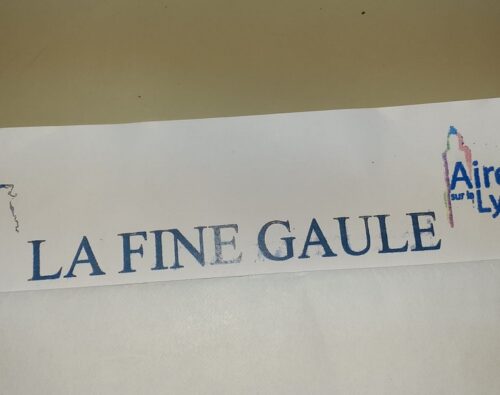 LA FINE GAULE
Aire
sur la
Ly